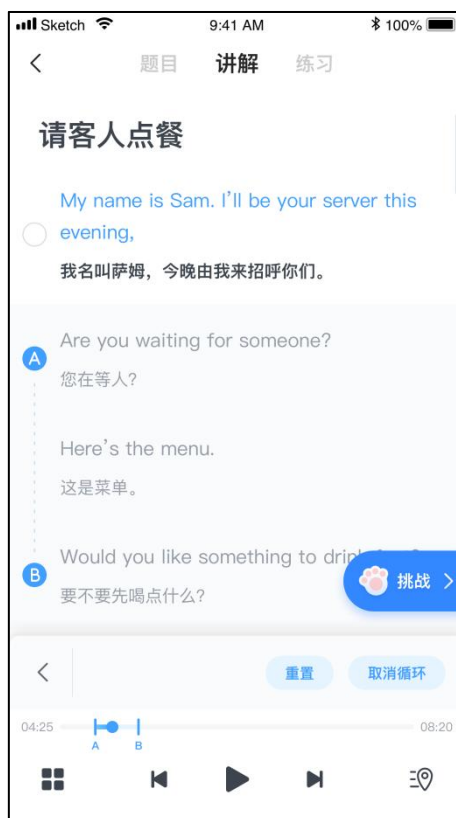 Sketch 9:41 AM 100%
题目 讲解 练习
请客人点餐
My name is Sam. I'll be your server this
evening,
我名叫萨姆，今晚由我来招呼你们。
Are you waiting for someone?
A
您在等人？
Here's the menu.
这是菜单。
Would you like something to
B
挑战
要不要先喝点什么？
重置 取消循环
04:25 08:20
A B